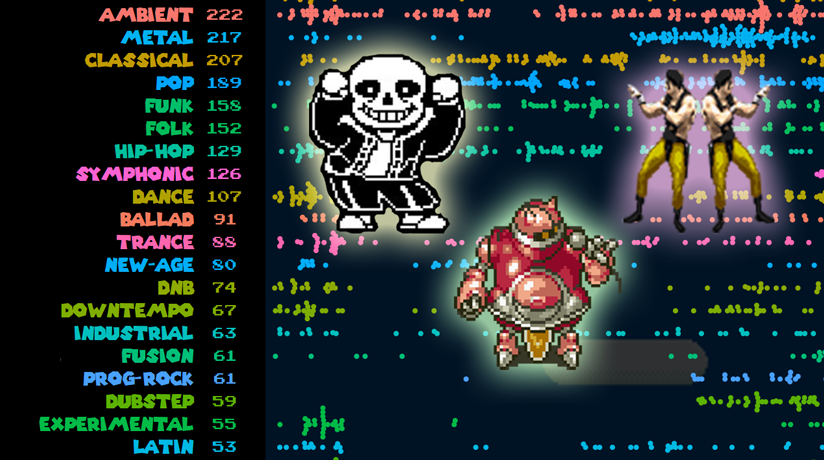 AMBIENT 222
METAL 217
CLASSICAL 207
POP 189
FUNK 158
FOLK 152
HIP-HOP 129
SYMPHONIC 126
DANCE 107
BALLAD 91
TRANCE 88
NEW-AGE 80
DNB 74
DOWNTEMPO 67
INDUSTRIAL 63
FUSION 61
PROG-ROCK 61
DUBSTEP 59
EXPERIMENTAL 55
LATIN 53